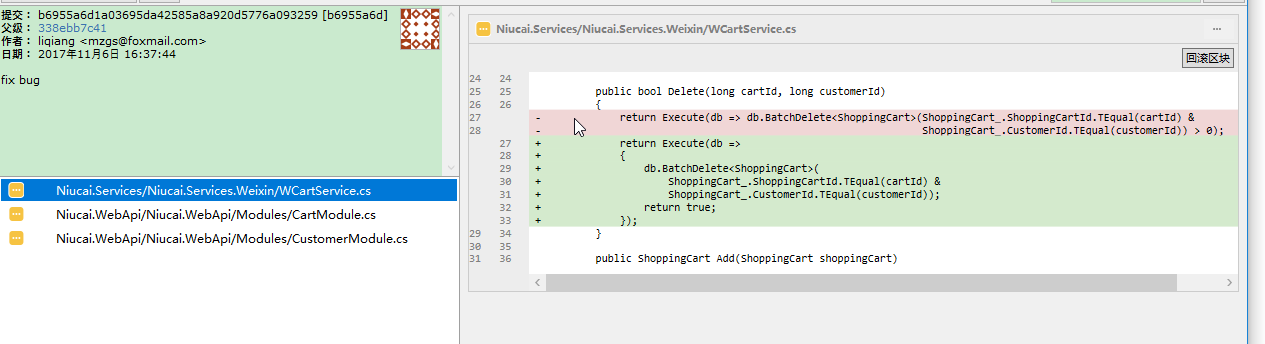 提交： b6955a6d1a03695da42585a8a920d5776a093259 [b6955a6d]
父级： 338ebb7c41
作者： liqiang <mzgs@foxmail.com>
日期： 2017年11月6日 16:37:44
fix bug
Niucai.Services/Niucai.Services.Weixin/WCartService.cs
Niucai.WebApi/Niucai.WebApi/Modules/CartModule.cs
Niucai.WebApi/Niucai.WebApi/Modules/CustomerModule.cs
Niucai.Services/Niucai.Services.Weixin/WCartService.cs
回滚区块
24 24
25 25 public bool Delete(long cartId, long customerId)
26 26 {
27 - return Execute(db => db.BatchDelete<ShoppingCart>(ShoppingCart_.ShoppingCartId.TEqual(cartId) &
28 - ShoppingCart_.CustomerId.TEqual(customerId)) > 0);
27 + return Execute(db =>
28 + {
29 + db.BatchDelete<ShoppingCart>(
30 + ShoppingCart_.ShoppingCartId.TEqual(cartId) &
31 + ShoppingCart_.CustomerId.TEqual(customerId));
32 + return true;
33 + });
29 34 }
30 35
31 36 public ShoppingCart Add(ShoppingCart shoppingCart)